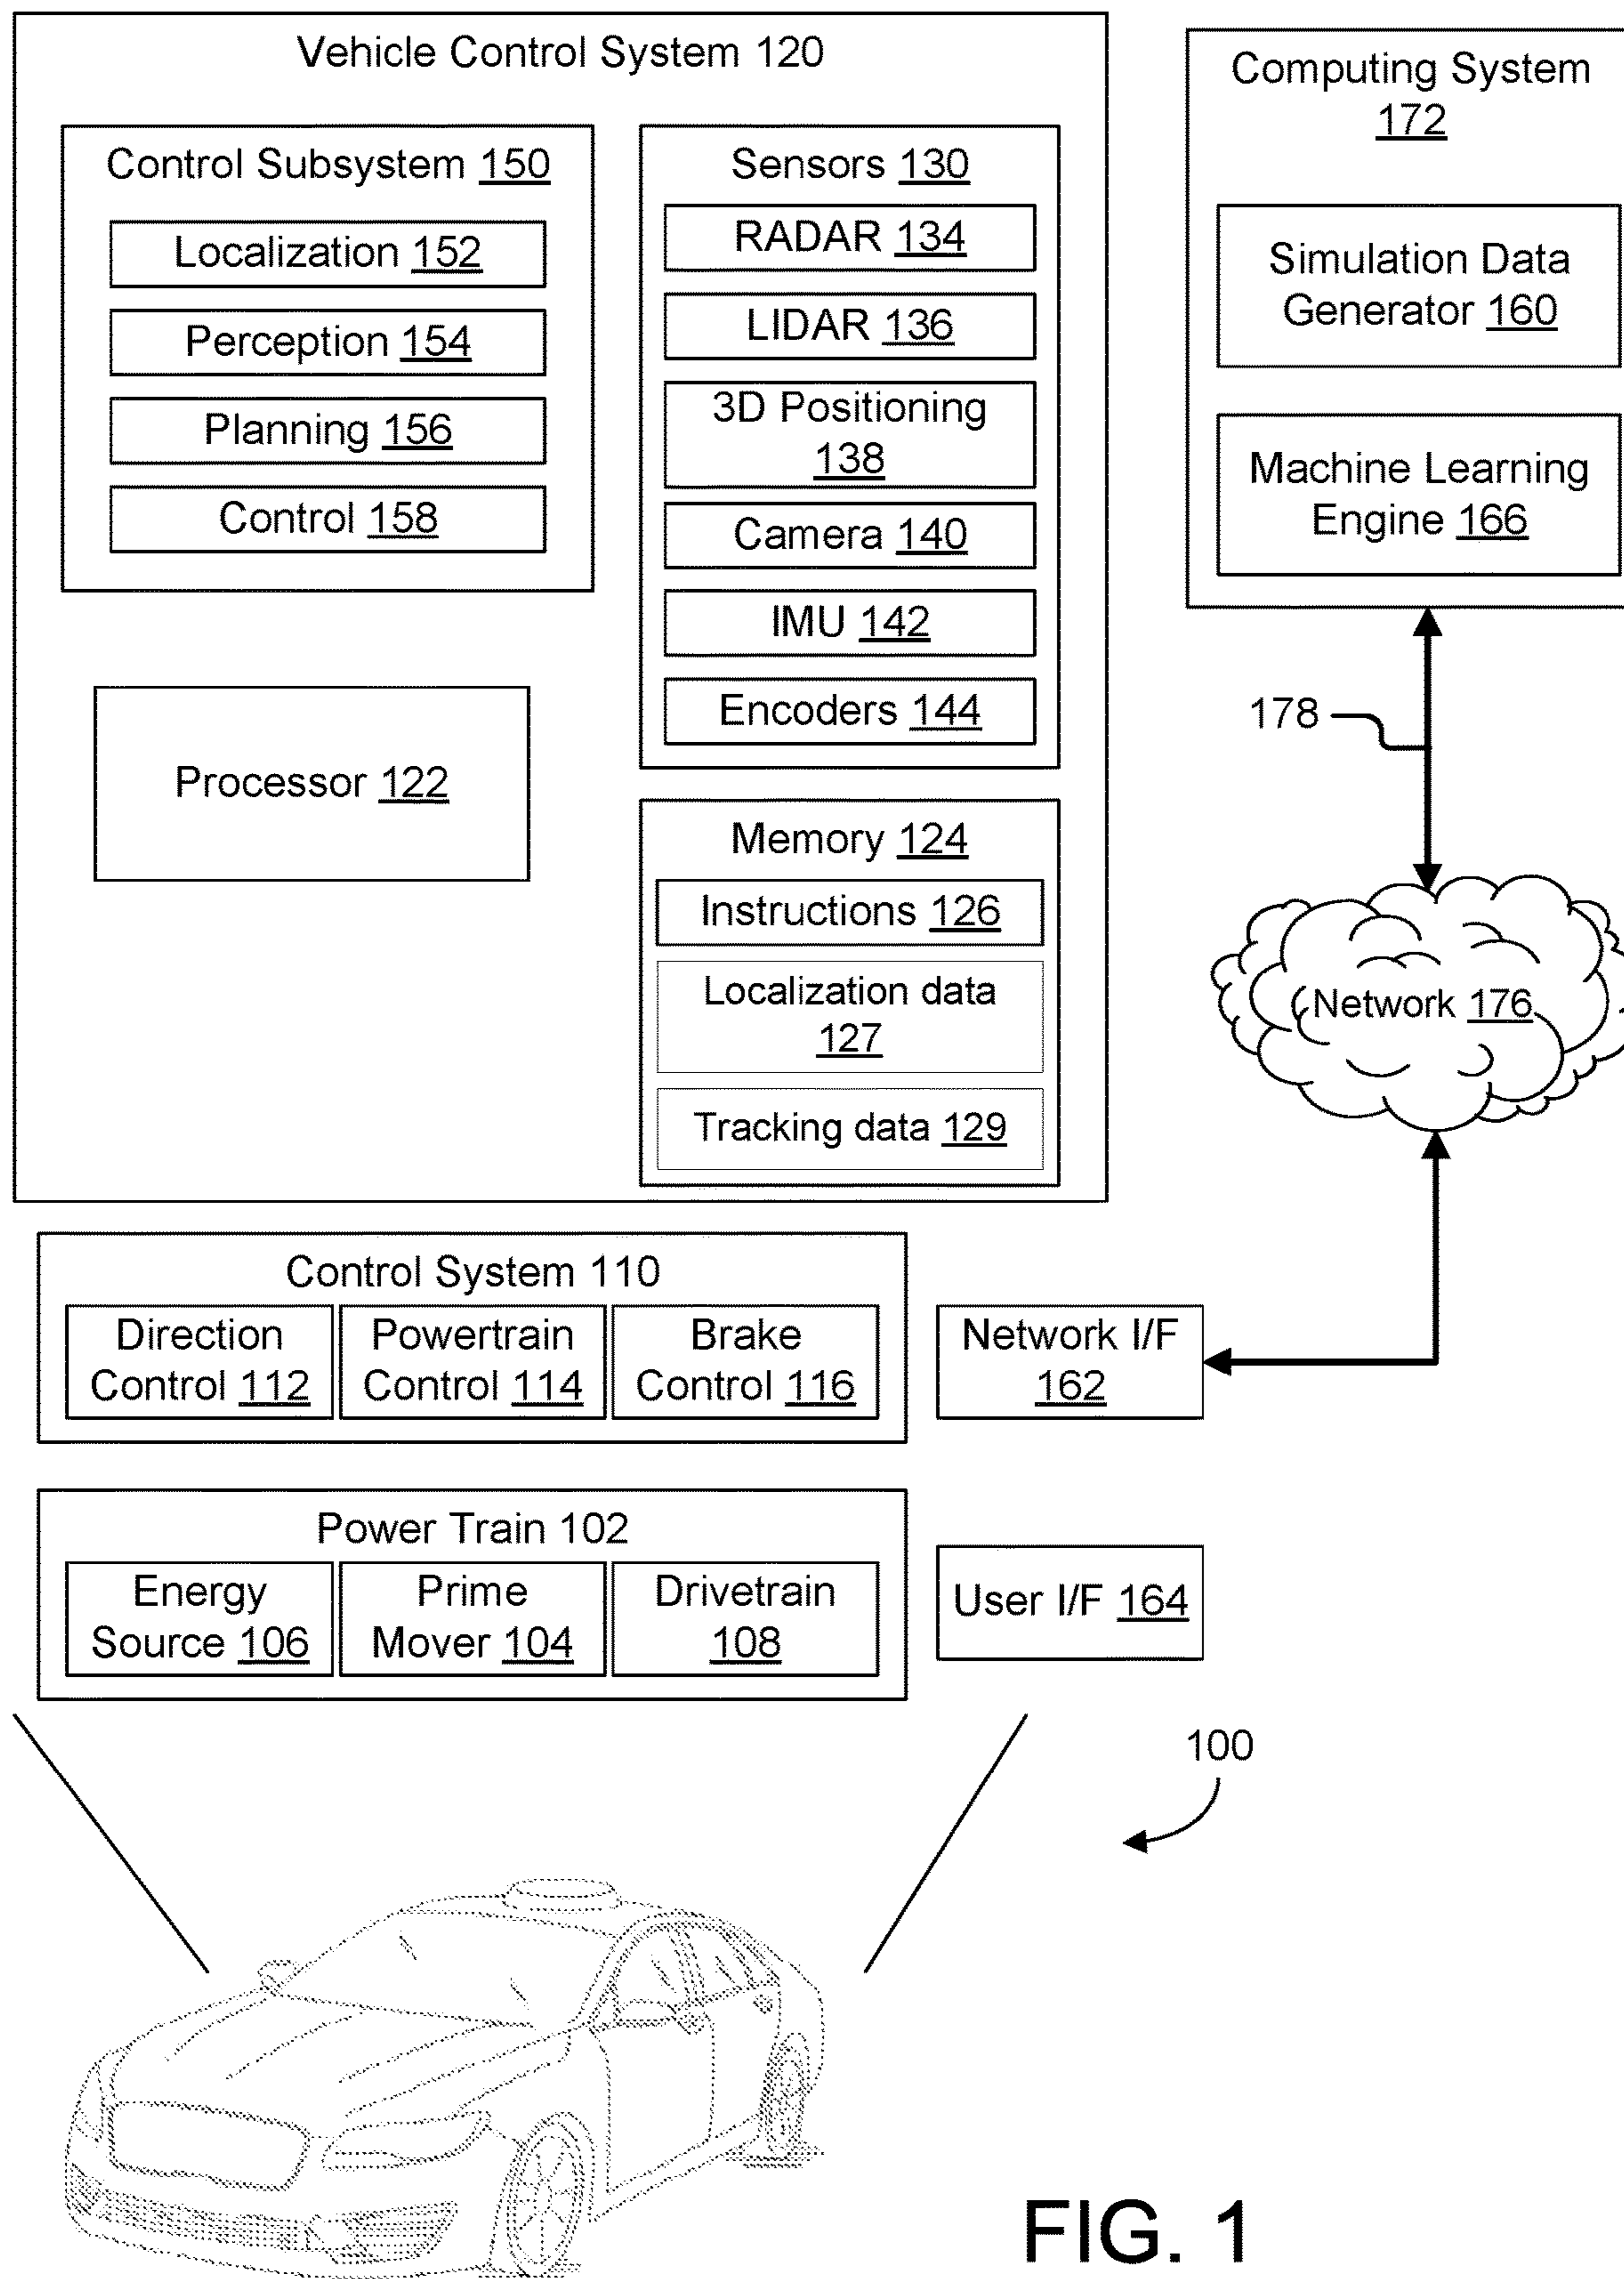 Vehicle Control System 120
Control Subsystem 150
Localization 152
Perception 154
Planning 156
Control 158
Processor 122
Sensors 130
RADAR 134
LIDAR 136
3D Positioning
138
Camera 140
IMU 142
Encoders 144
Memory 124
Instructions 126
Localization data
127
Tracking data 129
Computing System
172
Simulation Data
Generator 160
Machine Learning
Engine 166
178
Network 176
Control System 110
Direction
Control 112
Powertrain
Control 114
Brake
Control 116
Network I/F
162
Power Train 102
Energy
Source 106
Prime
Mover 104
Drivetrain
108
User I/F 164
100
FIG. 1